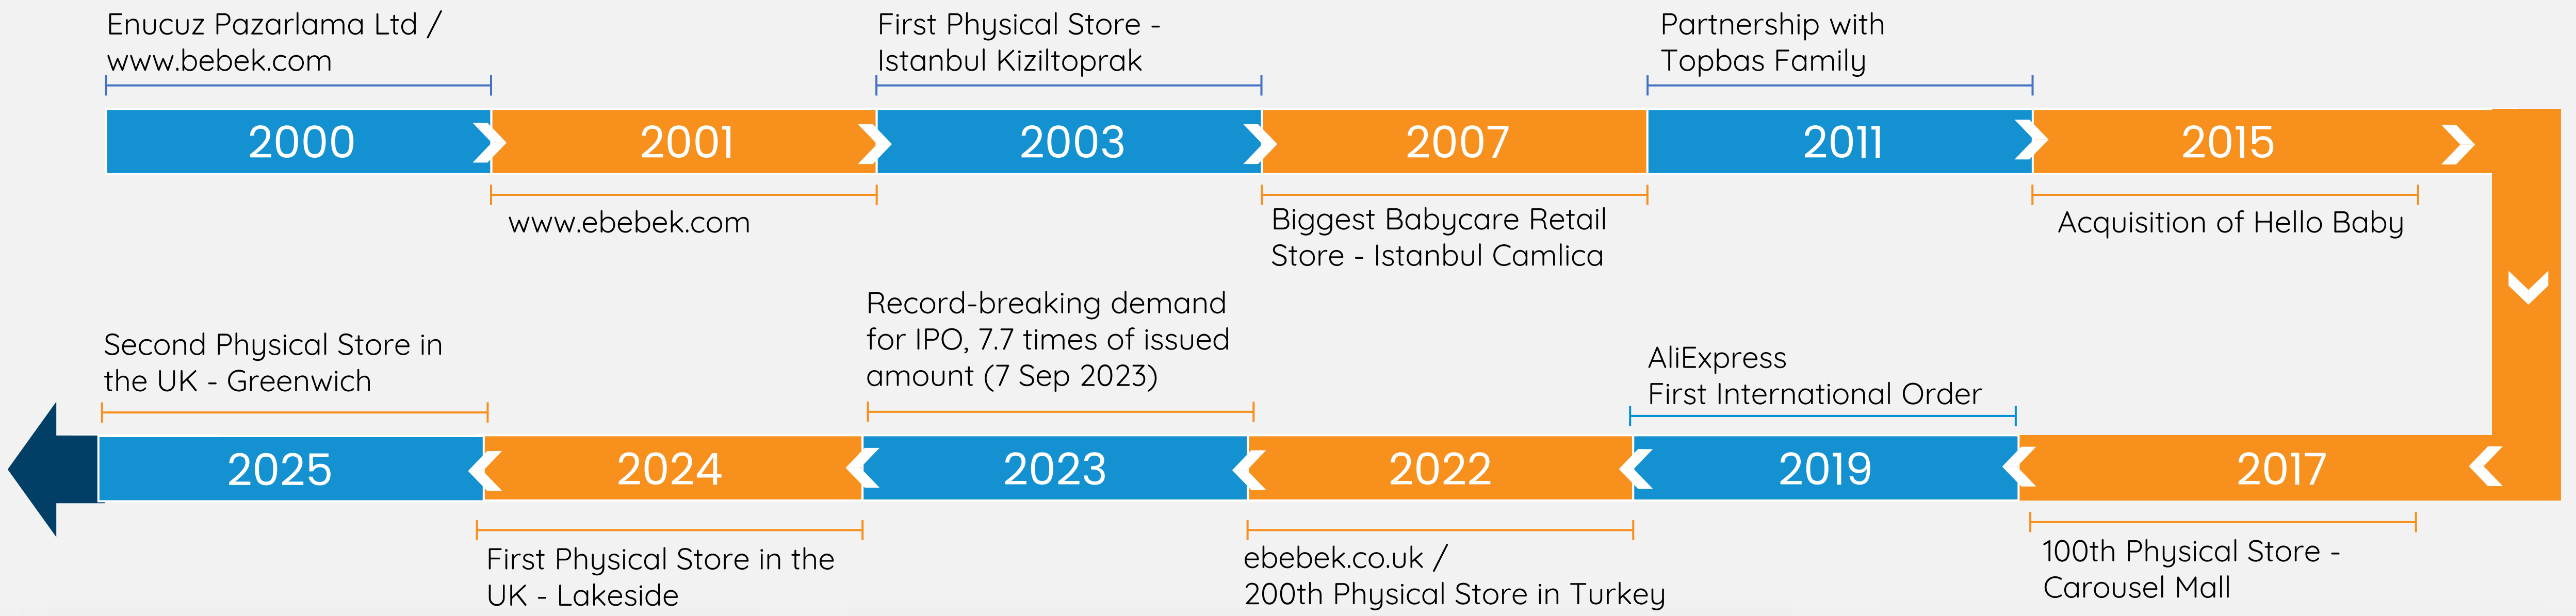 Enucuz Pazarlama Ltd /
www.bebek.com
2000
2001
www.ebebek.com
First Physical Store -
Istanbul Kiziltoprak
2003
2007
Biggest Babycare Retail
Store - Istanbul Camlica
Partnership with
Topbas Family
2011
2015
Acquisition of Hello Baby
2017
100th Physical Store -
Carousel Mall
AliExpress
First International Order
2019
2022
ebebek.co.uk /
200th Physical Store in Turkey
Record-breaking demand
for IPO, 7.7 times of issued
amount (7 Sep 2023)
2023
2024
First Physical Store in the
UK - Lakeside
Second Physical Store in
the UK - Greenwich
2025